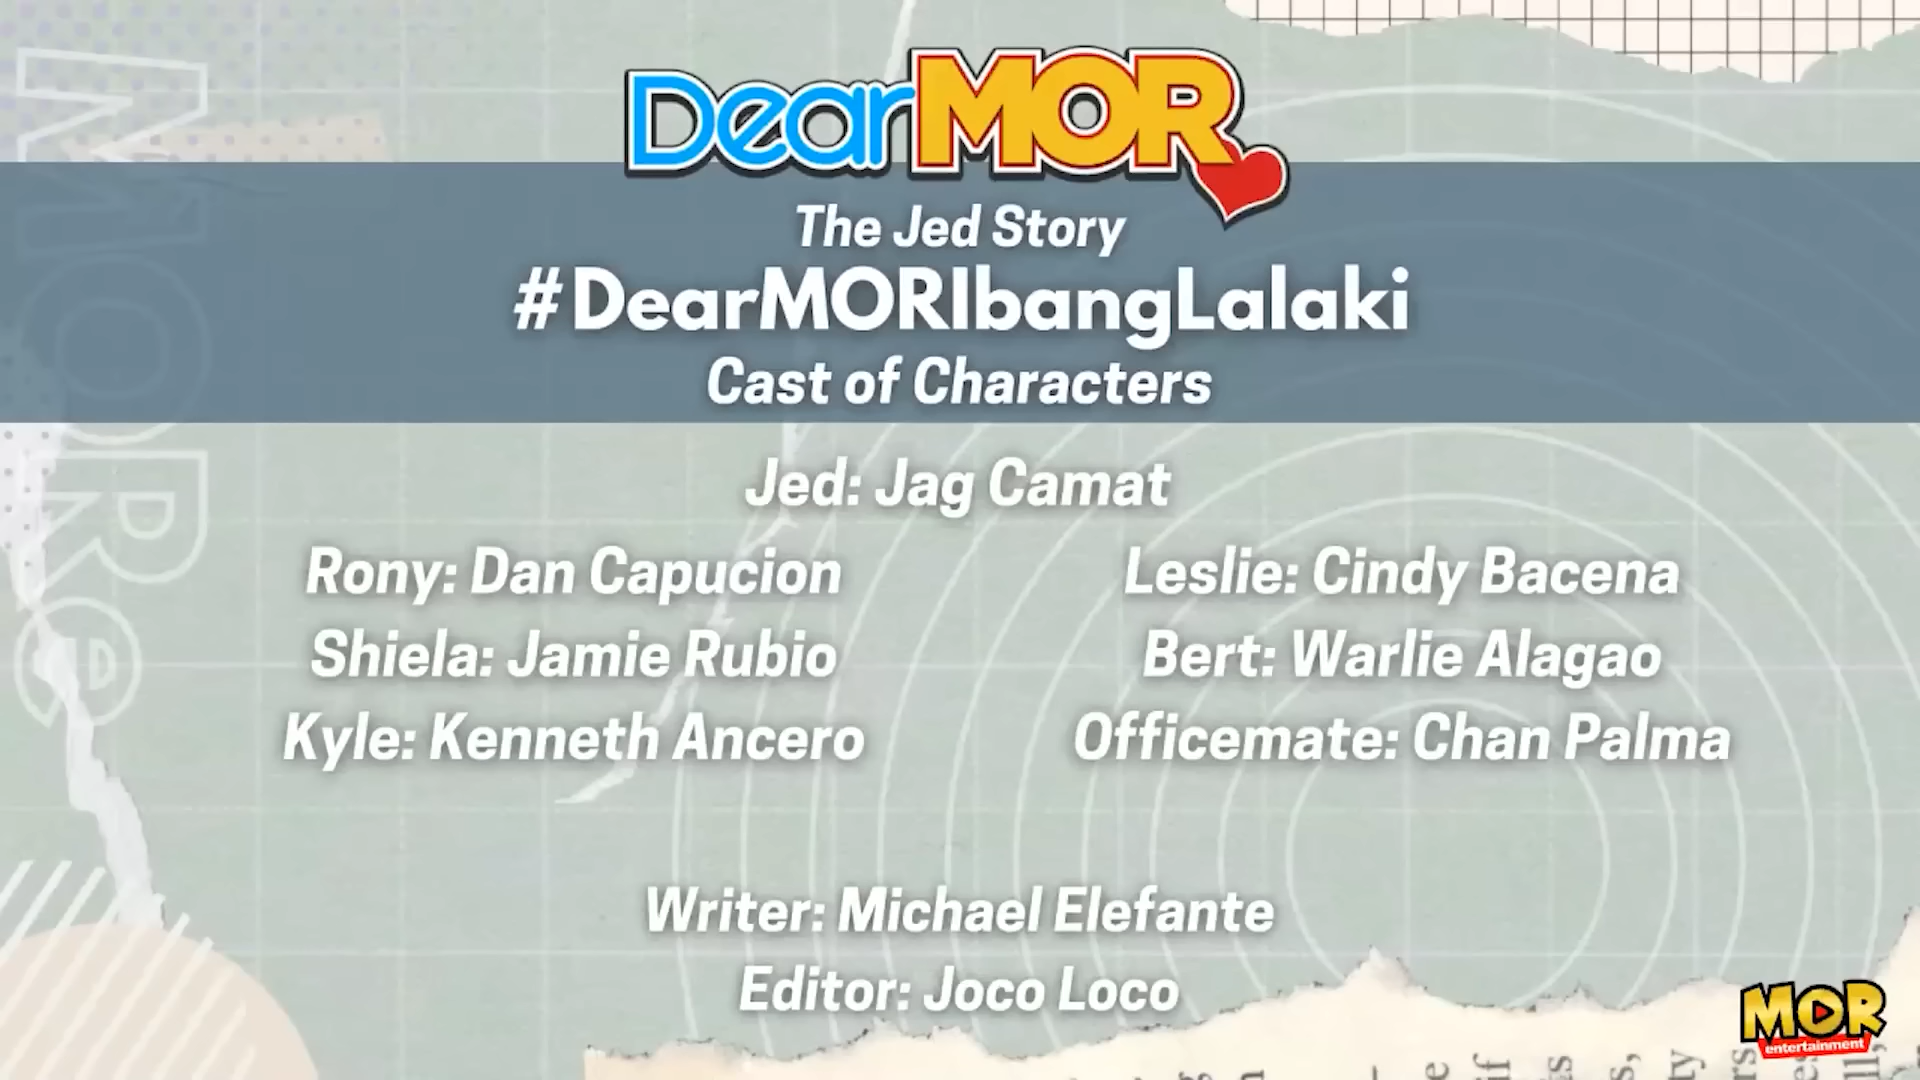 DearMOR
The Jed Story
#DearMORIbangLalaki
Cast of Characters
Jed: Jag Camat
Rony: Dan Capucion
Shiela: Jamie Rubio
Kyle: Kenneth Ancero
Leslie: Cindy Bacena
Bert: Warlie Alagao
Officemate: Chan Palma
Writer: Michael Elefante
Editor: Joco Loco
MORe
MOR
entertainment